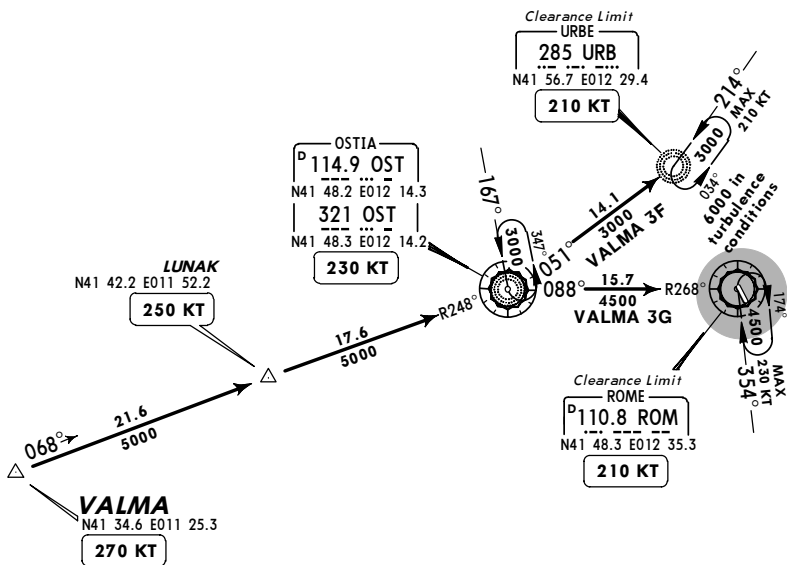 Clearance Limit
URBE
285 URB
··— ·—· —···
N41 56.7 E012 29.4
210 KT
214°
MAX
210 KT
3000
034°
6000 in
turbulence
conditions
OSTIA
D 114.9 OST
——— ··· —
N41 48.2 E012 14.3
321 OST
——— ··· —
N41 48.3 E012 14.2
230 KT
167°
347°
3000
051°
14.1
3000
VALMA 3F
088°
15.7
4500
VALMA 3G
R268°
174°
4500
MAX
230 KT
354°
LUNAK
N41 42.2 E011 52.2
250 KT
R248°
17.6
5000
Clearance Limit
ROME
D 110.8 ROM
·—· ——— ——
N41 48.3 E012 35.3
210 KT
068°
21.6
5000
VALMA
N41 34.6 E011 25.3
270 KT